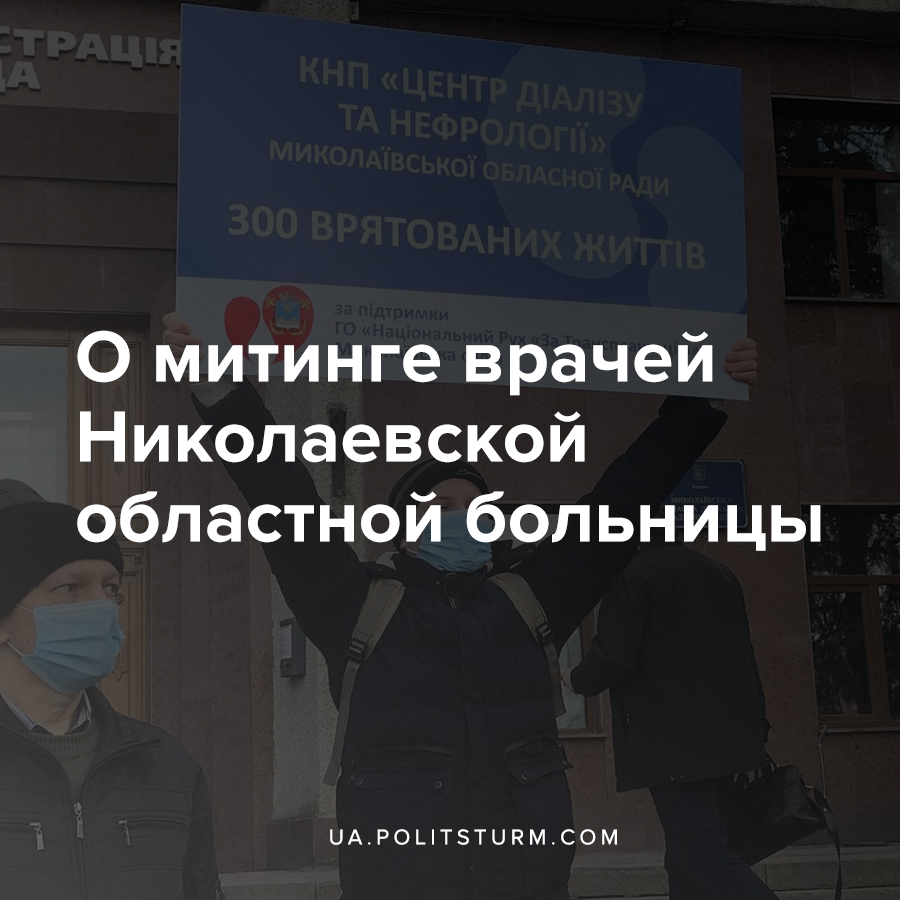 СТРАЦІЯ
ДА
КНП «ЦЕНТР ДІАЛІЗУ
ТА НЕФРОЛОГІЇ»
МИКОЛАЇВСЬКОЇ ОБЛАСНОЇ РАДИ
300 ВРЯТОВАНИХ ЖИТТІВ
за підтримки
ГО «Національний Рух «За Трансплантацію»
О митинге врачей
Николаевской
областной больницы
МИКОЛАЇВСЬКА
UA.POLITSTURM.COM